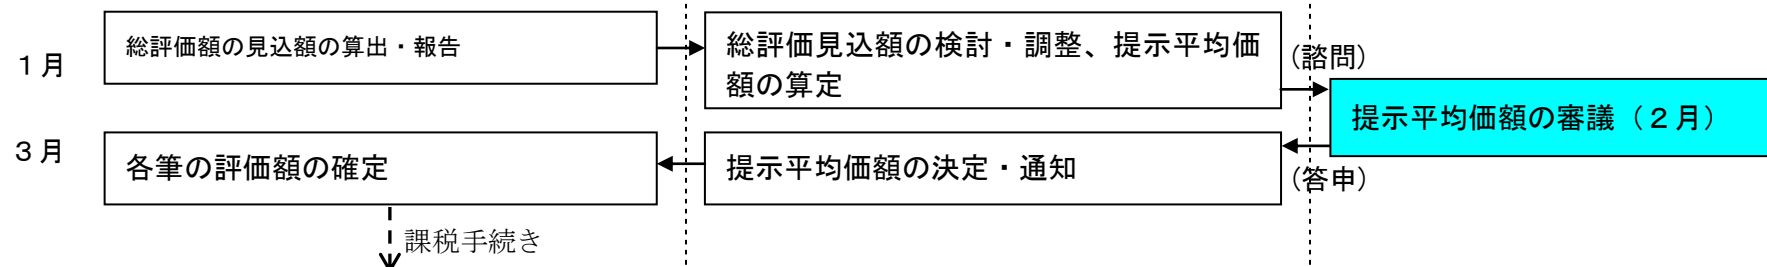 １月
総評価額の見込額の算出・報告
総評価見込額の検討・調整、提示平均価
額の算定
（諮問）
提示平均価額の審議（２月）
３月
各筆の評価額の確定
提示平均価額の決定・通知
（答申）
課税手続き